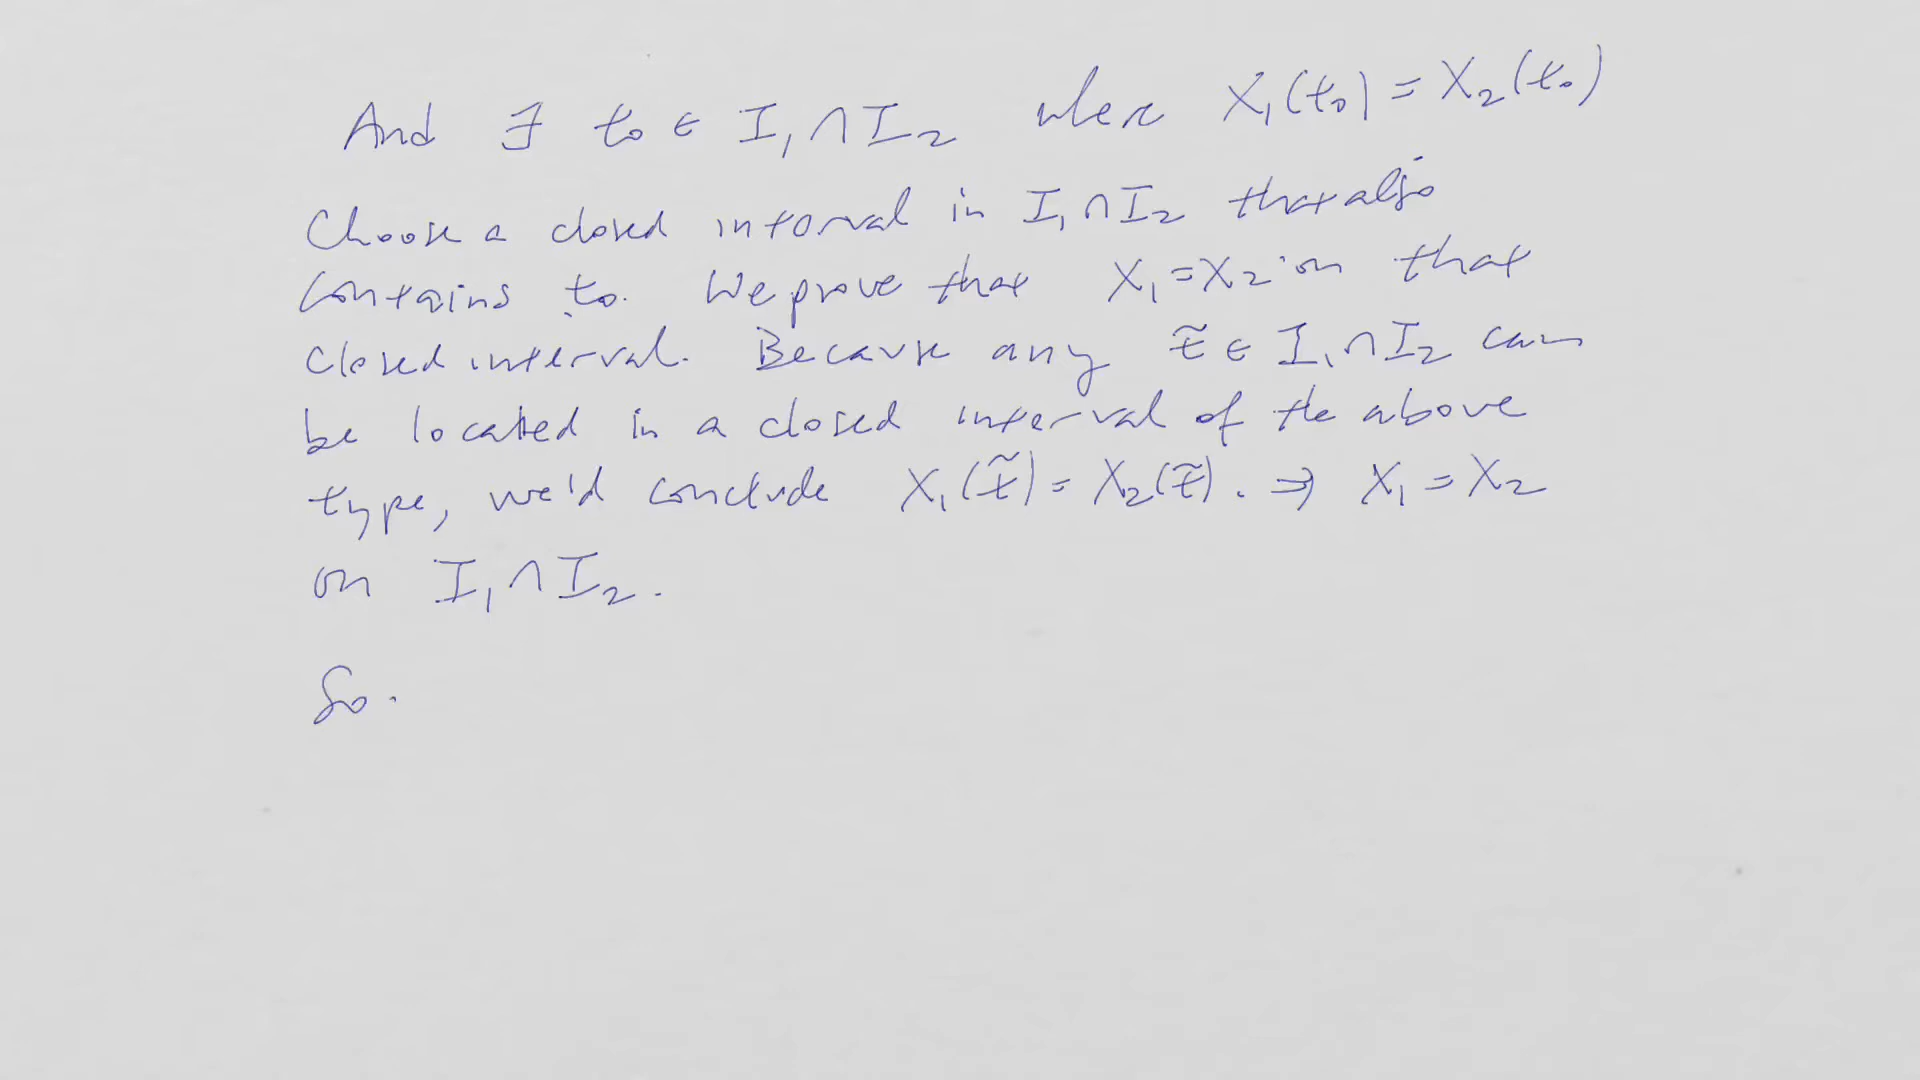 And ∃ t₀ ∈ I₁ ∩ I₂ where X₁(t₀) = X₂(t₀)
Choose a closed interval in I₁ ∩ I₂ that also
contains t₀. We prove that X₁ = X₂ on that
closed interval. Because any t̃ ∈ I₁ ∩ I₂ can
be located in a closed interval of the above
type, we'd conclude X₁(t̃) = X₂(t̃). ⇒ X₁ = X₂
on I₁ ∩ I₂.
So.